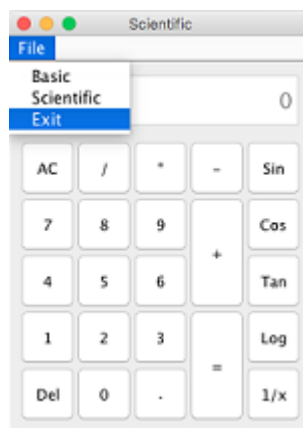 Scientific
File
Basic
Scientific
Exit
0
AC / * - Sin
7 8 9 Cos
+
4 5 6 Tan
1 2 3 Log
=
Del 0 . 1/x